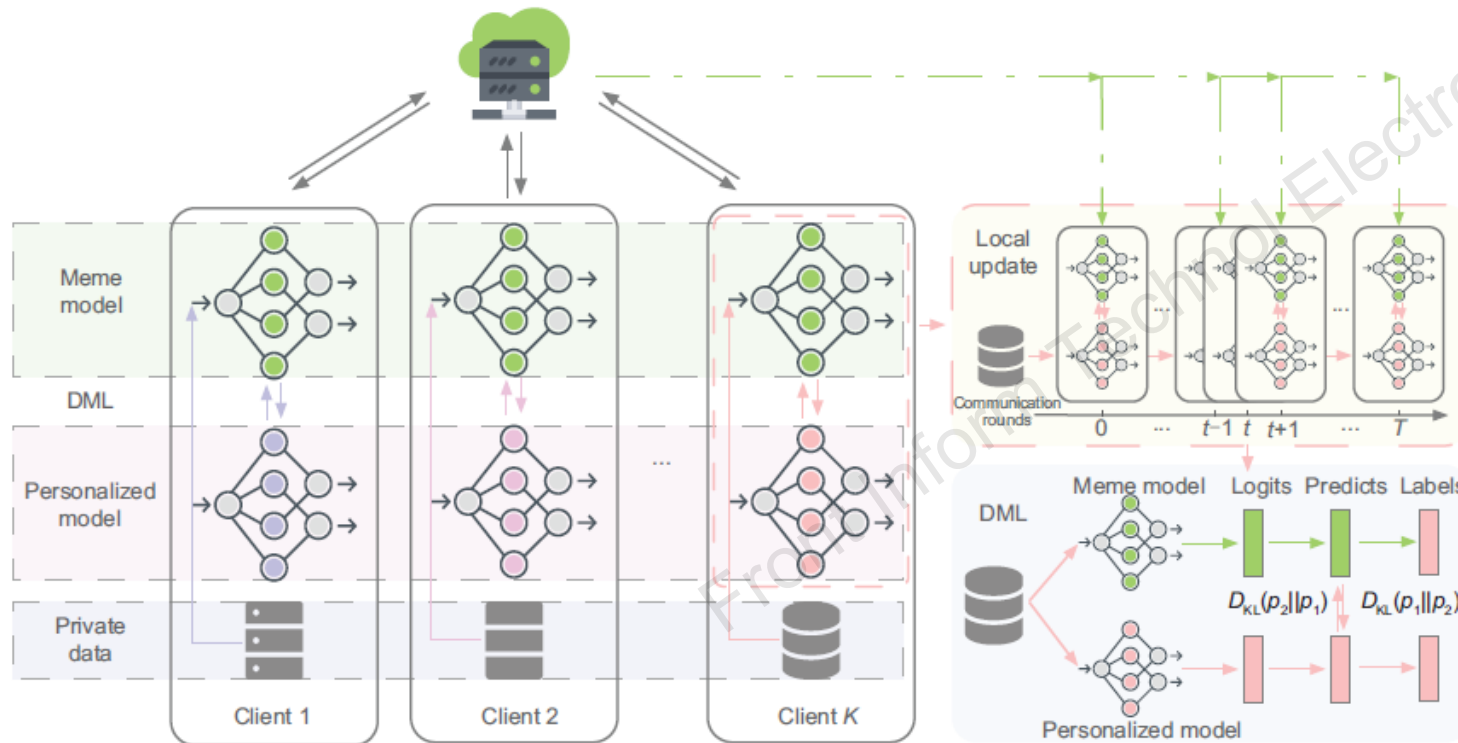 Meme
model
DML
Personalized
model
Private
data
...
Client 1
Client 2
Client K
Local
update
...
...
Communication
rounds
0
...
t−1
t
t+1
...
T
DML
Meme model
Logits
Predicts
Labels
D_KL(p_2||p_1)
D_KL(p_1||p_2)
Personalized model
Front Inform Technol Electro